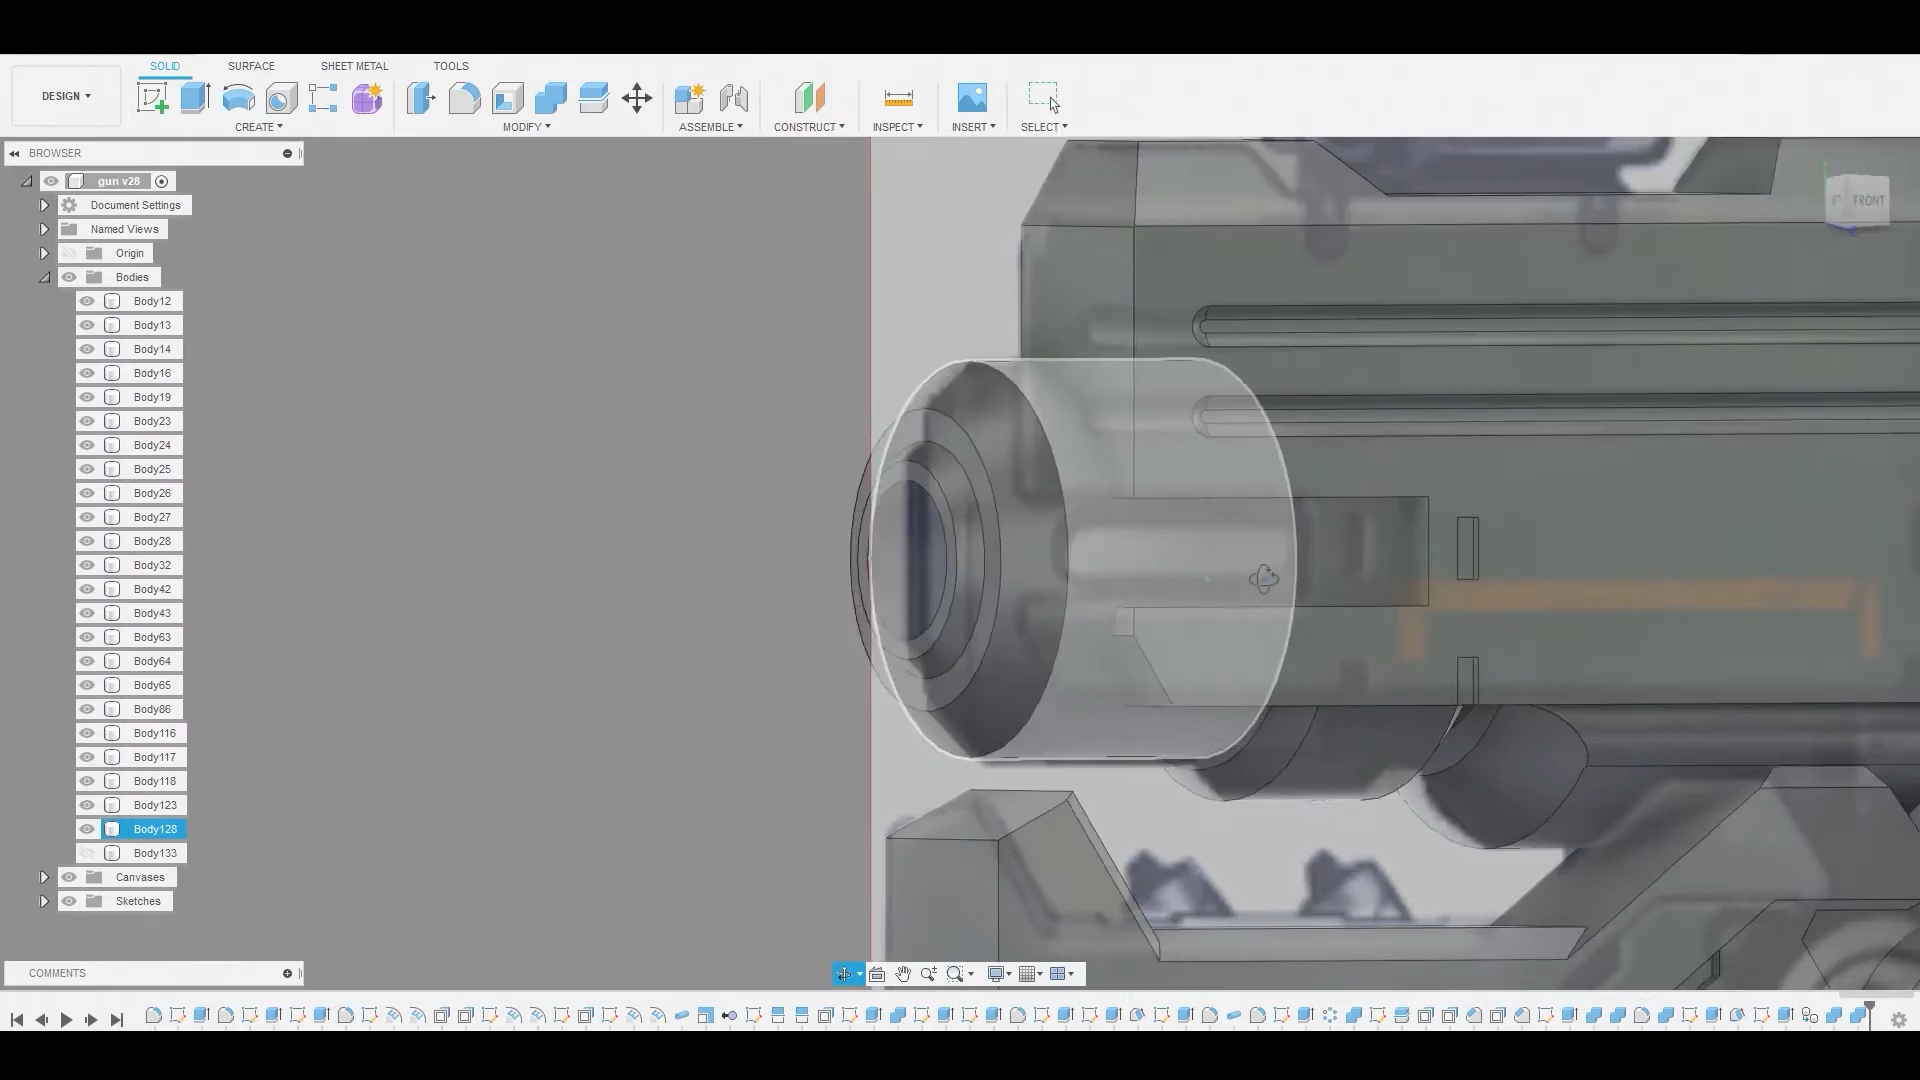 SOLID SURFACE SHEET METAL TOOLS
DESIGN
CREATE MODIFY ASSEMBLE CONSTRUCT INSPECT INSERT SELECT
BROWSER
gun v28
Document Settings
Named Views
Origin
Bodies
Body12
Body13
Body14
Body16
Body19
Body23
Body24
Body25
Body26
Body27
Body28
Body32
Body42
Body43
Body63
Body64
Body65
Body86
Body116
Body117
Body118
Body123
Body128
Body133
Canvases
Sketches
COMMENTS
FRONT